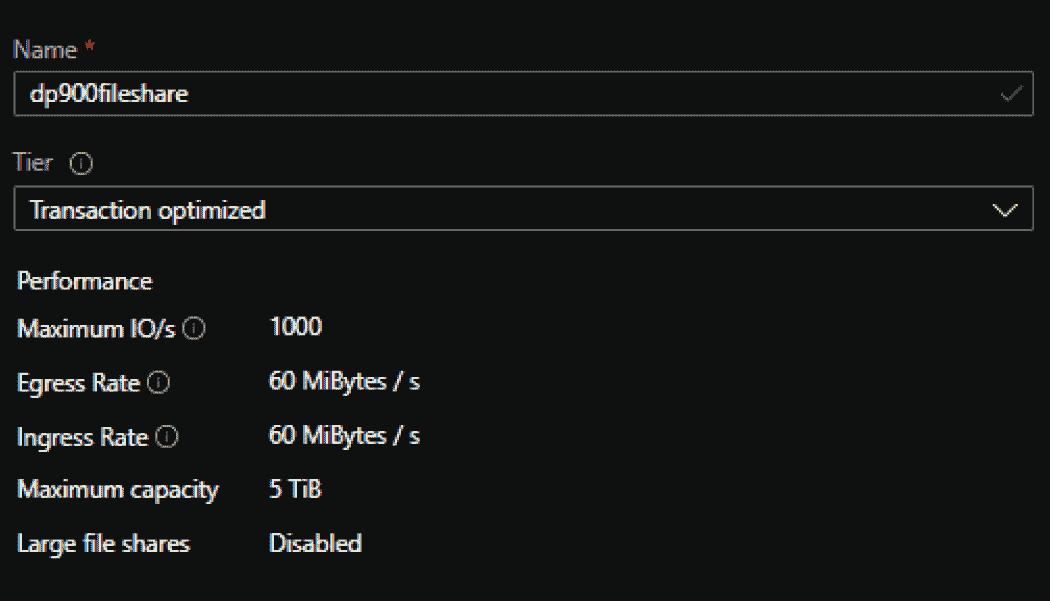 Name *
dp900fileshare
Tier
Transaction optimized
Performance
Maximum IO/s 1000
Egress Rate 60 MiBytes / s
Ingress Rate 60 MiBytes / s
Maximum capacity 5 TiB
Large file shares Disabled